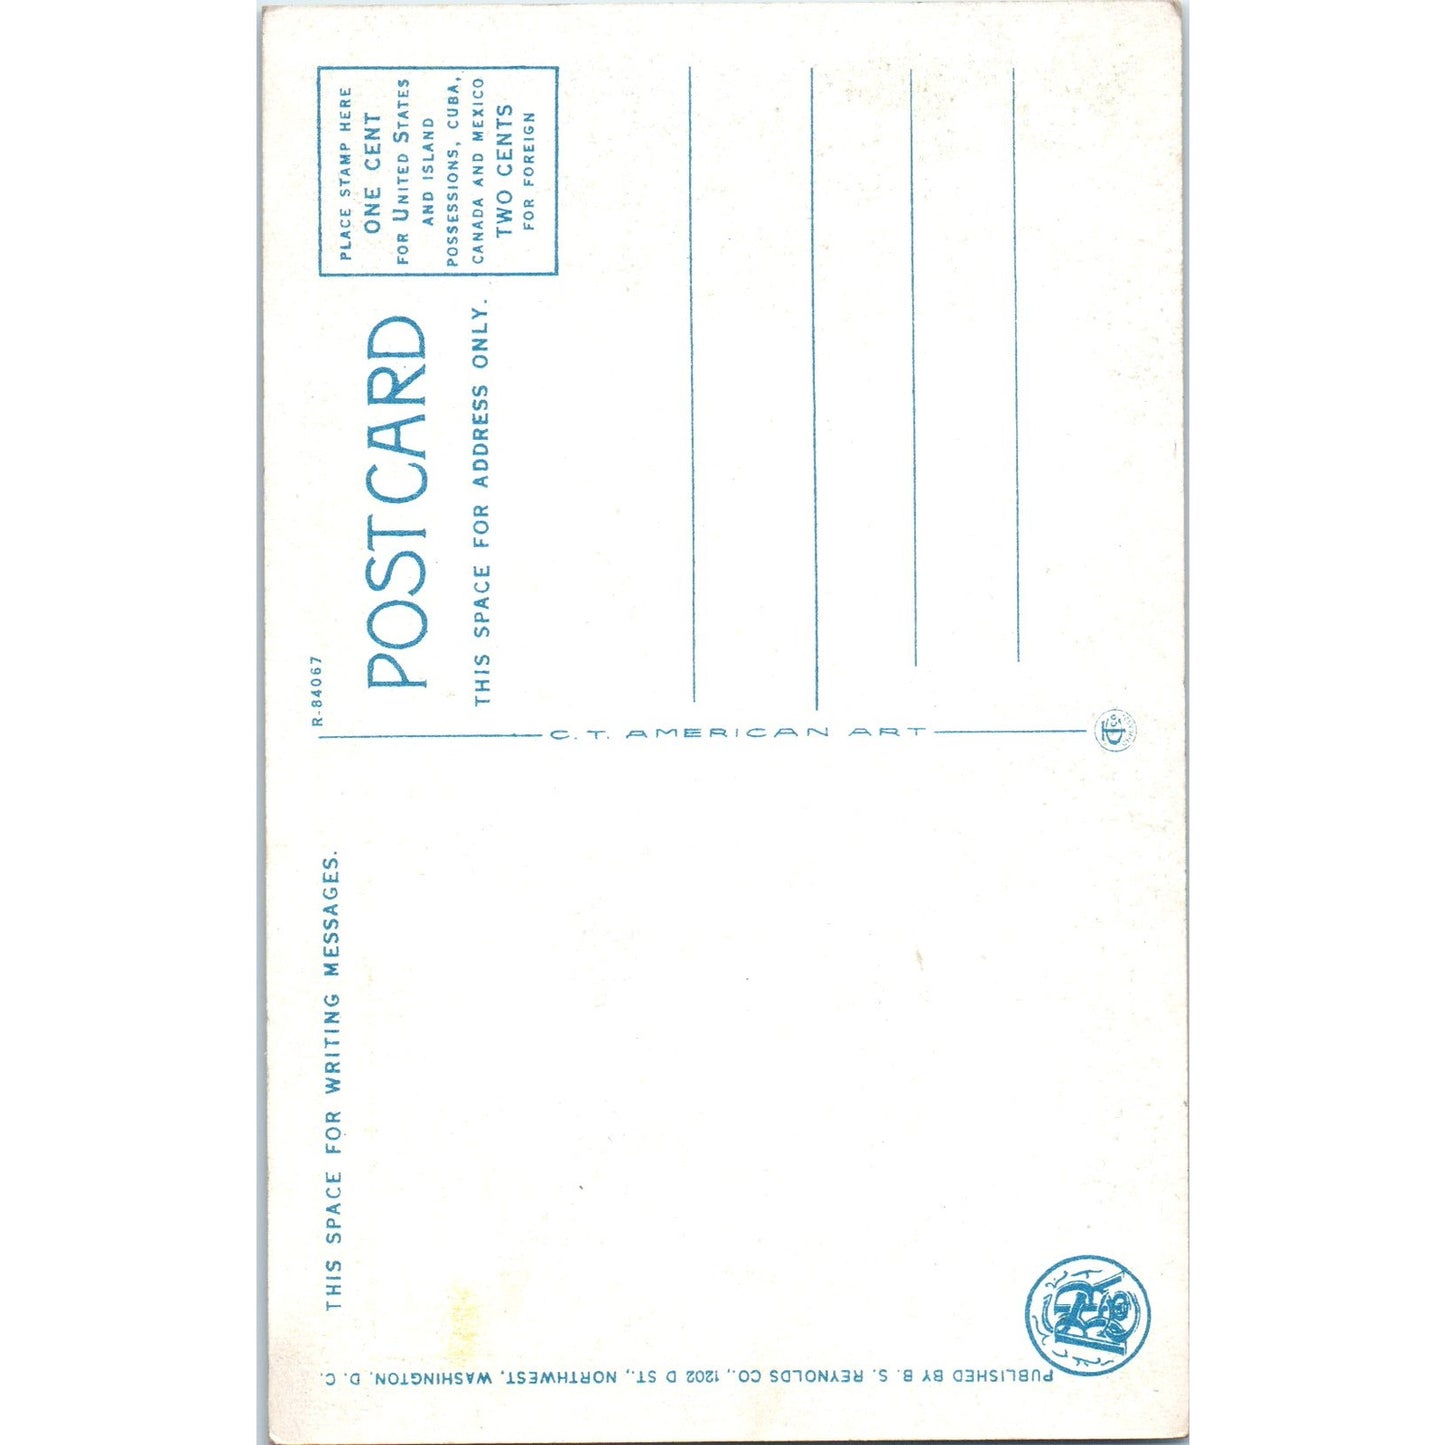 R-84067
POSTCARD
THIS SPACE FOR ADDRESS ONLY.
PLACE STAMP HERE
ONE CENT
FOR UNITED STATES
AND ISLAND
POSSESSIONS, CUBA,
CANADA AND MEXICO
TWO CENTS
FOR FOREIGN
THIS SPACE FOR WRITING MESSAGES.
C. T. AMERICAN ART
PUBLISHED BY B. S. REYNOLDS CO., 1202 D ST., NORTHWEST, WASHINGTON, D. C.